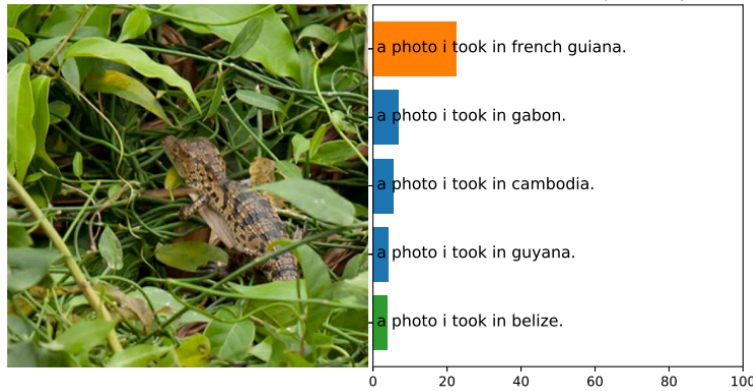 a photo i took in french guiana.
a photo i took in gabon.
a photo i took in cambodia.
a photo i took in guyana.
a photo i took in belize.
0 20 40 60 80 100